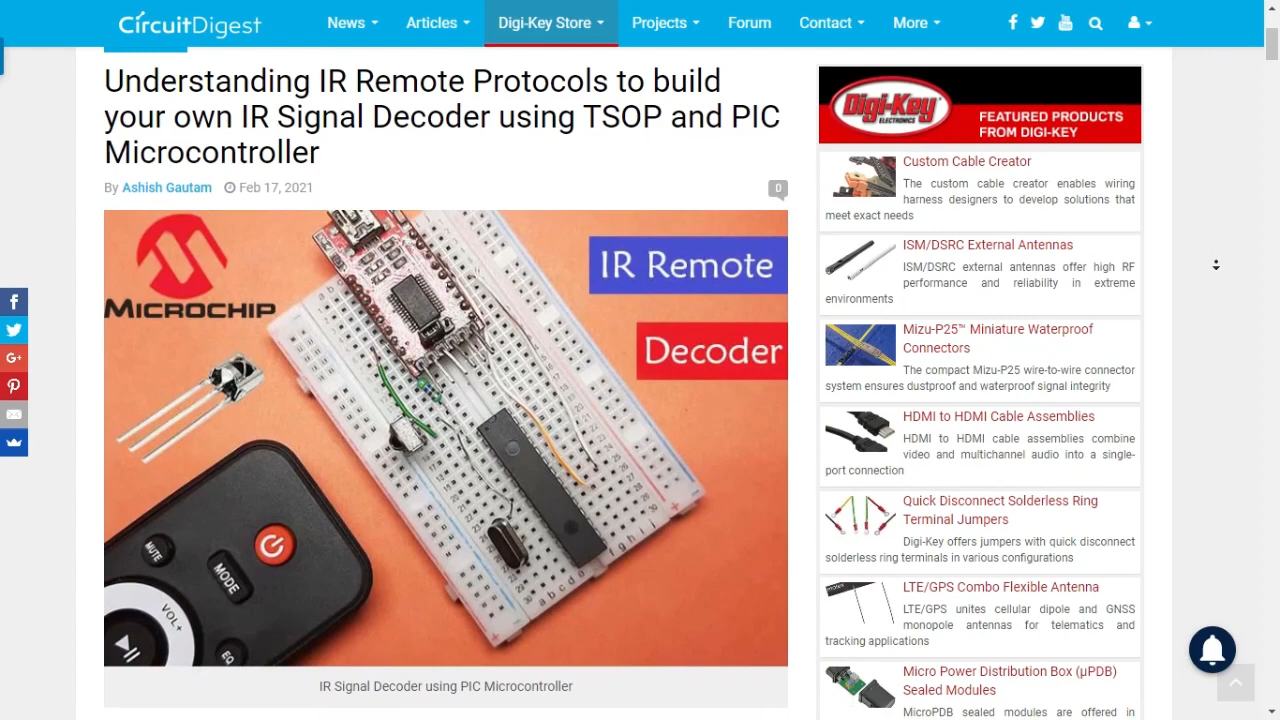 CircuitDigest
News
Articles
Digi-Key Store
Projects
Forum
Contact
More
Understanding IR Remote Protocols to build
your own IR Signal Decoder using TSOP and PIC
Microcontroller
By Ashish Gautam Feb 17, 2021
0
MICROCHIP
IR Remote
Decoder
MUTE
MODE
VOL+
EQ
IR Signal Decoder using PIC Microcontroller
Digi-Key
ELECTRONICS
FEATURED PRODUCTS
FROM DIGI-KEY
Custom Cable Creator
The custom cable creator enables wiring
harness designers to develop solutions that
meet exact needs
ISM/DSRC External Antennas
ISM/DSRC external antennas offer high RF
performance and reliability in extreme
environments
Mizu-P25™ Miniature Waterproof
Connectors
The compact Mizu-P25 wire-to-wire connector
system ensures dustproof and waterproof signal integrity
HDMI to HDMI Cable Assemblies
HDMI to HDMI cable assemblies combine
video and multichannel audio into a single-
port connection
Quick Disconnect Solderless Ring
Terminal Jumpers
Digi-Key offers jumpers with quick disconnect
solderless ring terminals in various configurations
LTE/GPS Combo Flexible Antenna
LTE/GPS unites cellular dipole and GNSS
monopole antennas for telematics and
tracking applications
Micro Power Distribution Box (μPDB)
Sealed Modules
MicroPDB sealed modules are offered in